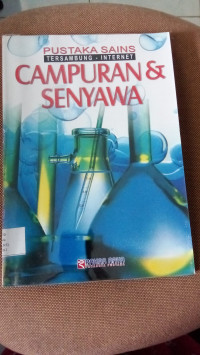 PUSTAKA SAINS
TERSAMBUNG - INTERNET
CAMPURAN &
SENYAWA